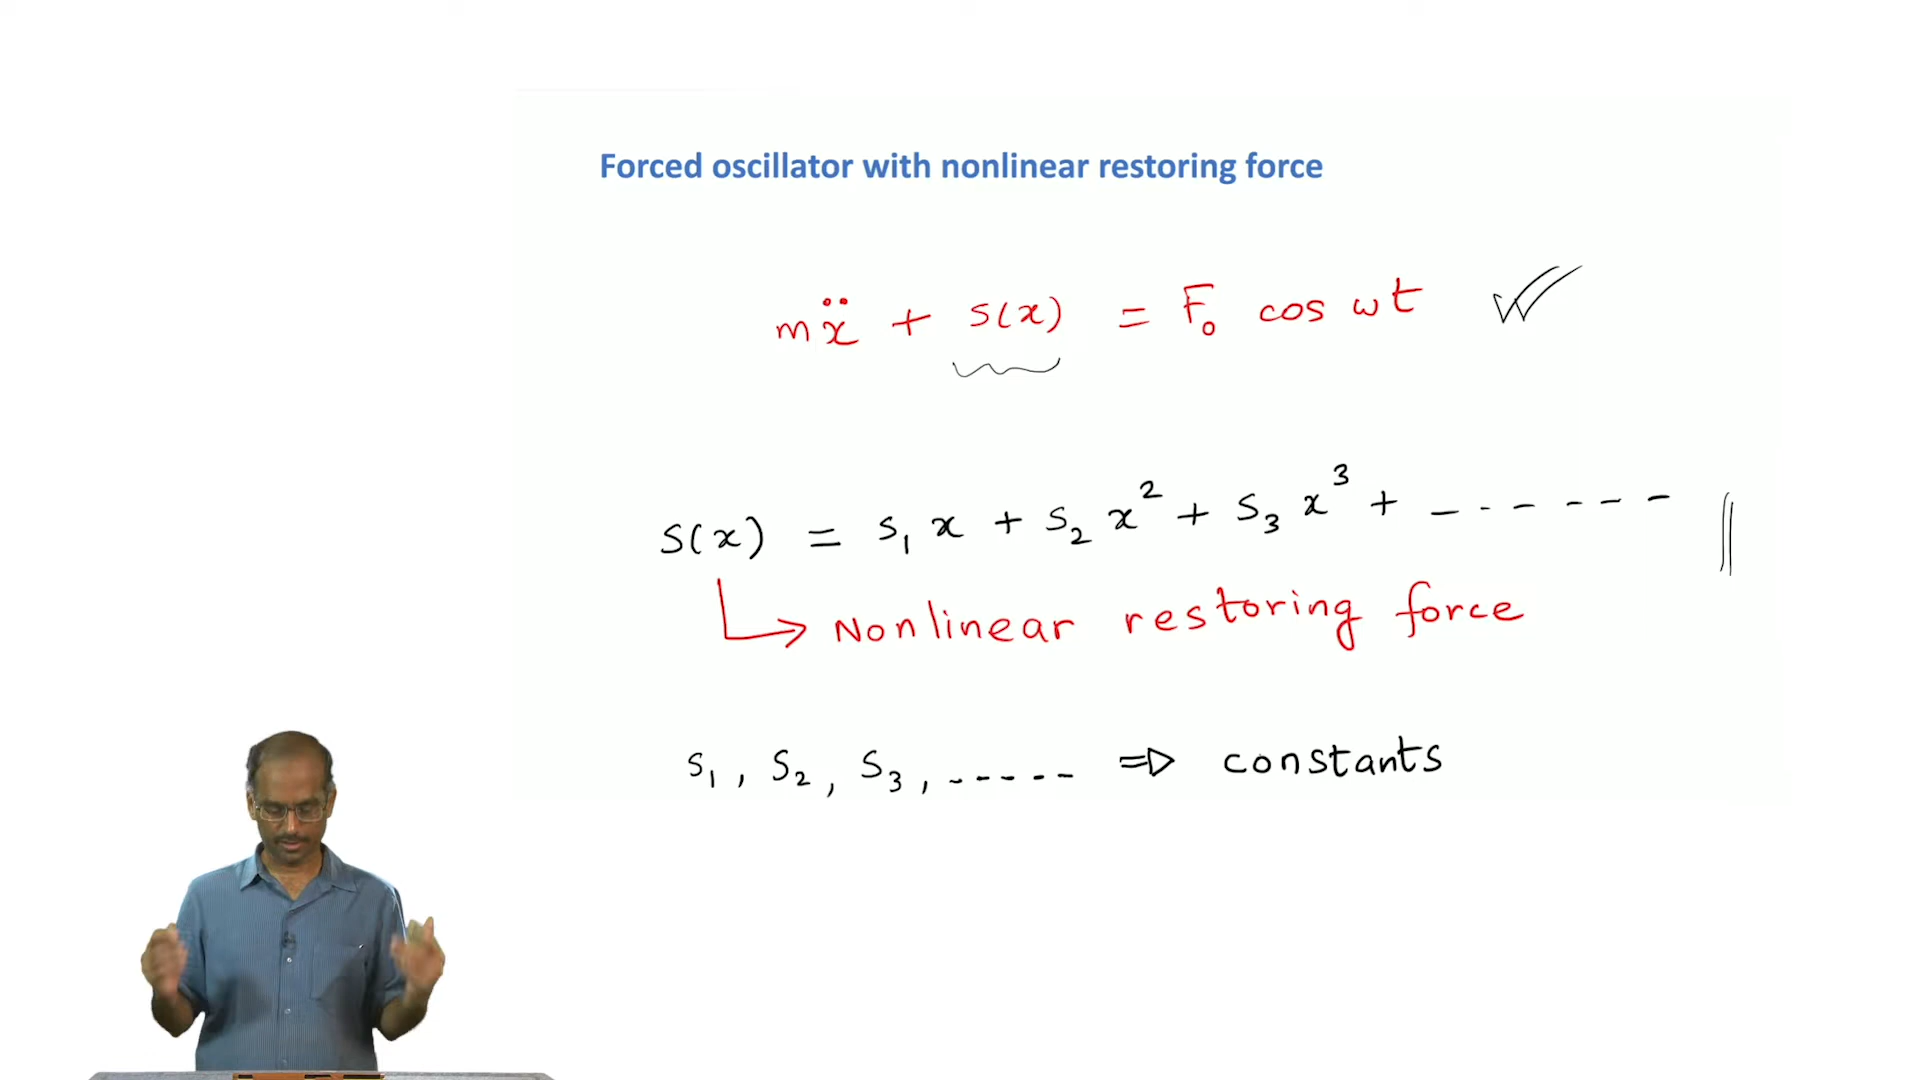 Forced oscillator with nonlinear restoring force
mẍ + s(x) = F₀ cos ωt
s(x) = s₁x + s₂x² + s₃x³ + -------
Nonlinear restoring force
s₁, s₂, s₃, ----- ⇒ constants